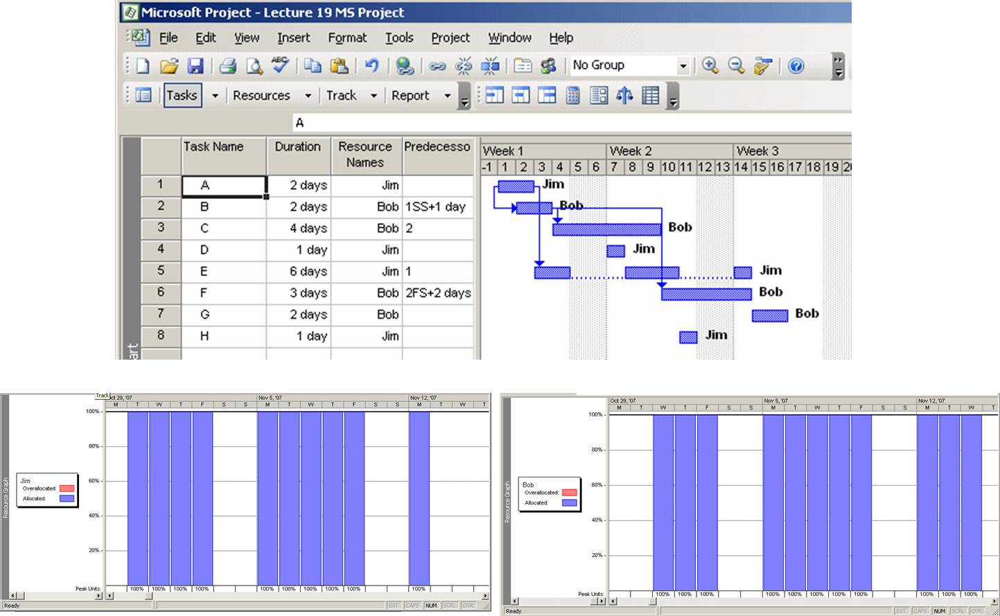 Microsoft Project - Lecture 19 MS Project
File Edit View Insert Format Tools Project Window Help
ABC No Group
Tasks Resources Track Report
A
Task Name Duration Resource Names Predecesso
Week 1 Week 2 Week 3
-1 1 2 3 4 5 6 7 8 9 10 11 12 13 14 15 16 17 18 19 20
1 A 2 days Jim Jim
2 B 2 days Bob 1SS+1 day Bob
3 C 4 days Bob 2 Bob
4 D 1 day Jim Jim
5 E 6 days Jim 1 Jim
6 F 3 days Bob 2FS+2 days Bob
7 G 2 days Bob Bob
8 H 1 day Jim Jim
art
Track
Oct 29, '07 Nov 5, '07 Nov 12, '07
M T W T F S S M T W T F S S M T W T
100%
80%
60%
40%
20%
Resource Graph
Jim
Overallocated:
Allocated:
Peak Units: 100% 100% 100% 100% 100% 100% 100% 100% 100% 100%
Ready EXT CAPS NUM SCRL OVR
Oct 29, '07 Nov 5, '07 Nov 12, '07
M T W T F S S M T W T F S S M T W T
100%
80%
60%
40%
20%
Resource Graph
Bob
Overallocated:
Allocated:
Peak Units: 100% 100% 100% 100% 100% 100% 100% 100% 100% 100% 100%
Ready EXT CAPS NUM SCRL OVR